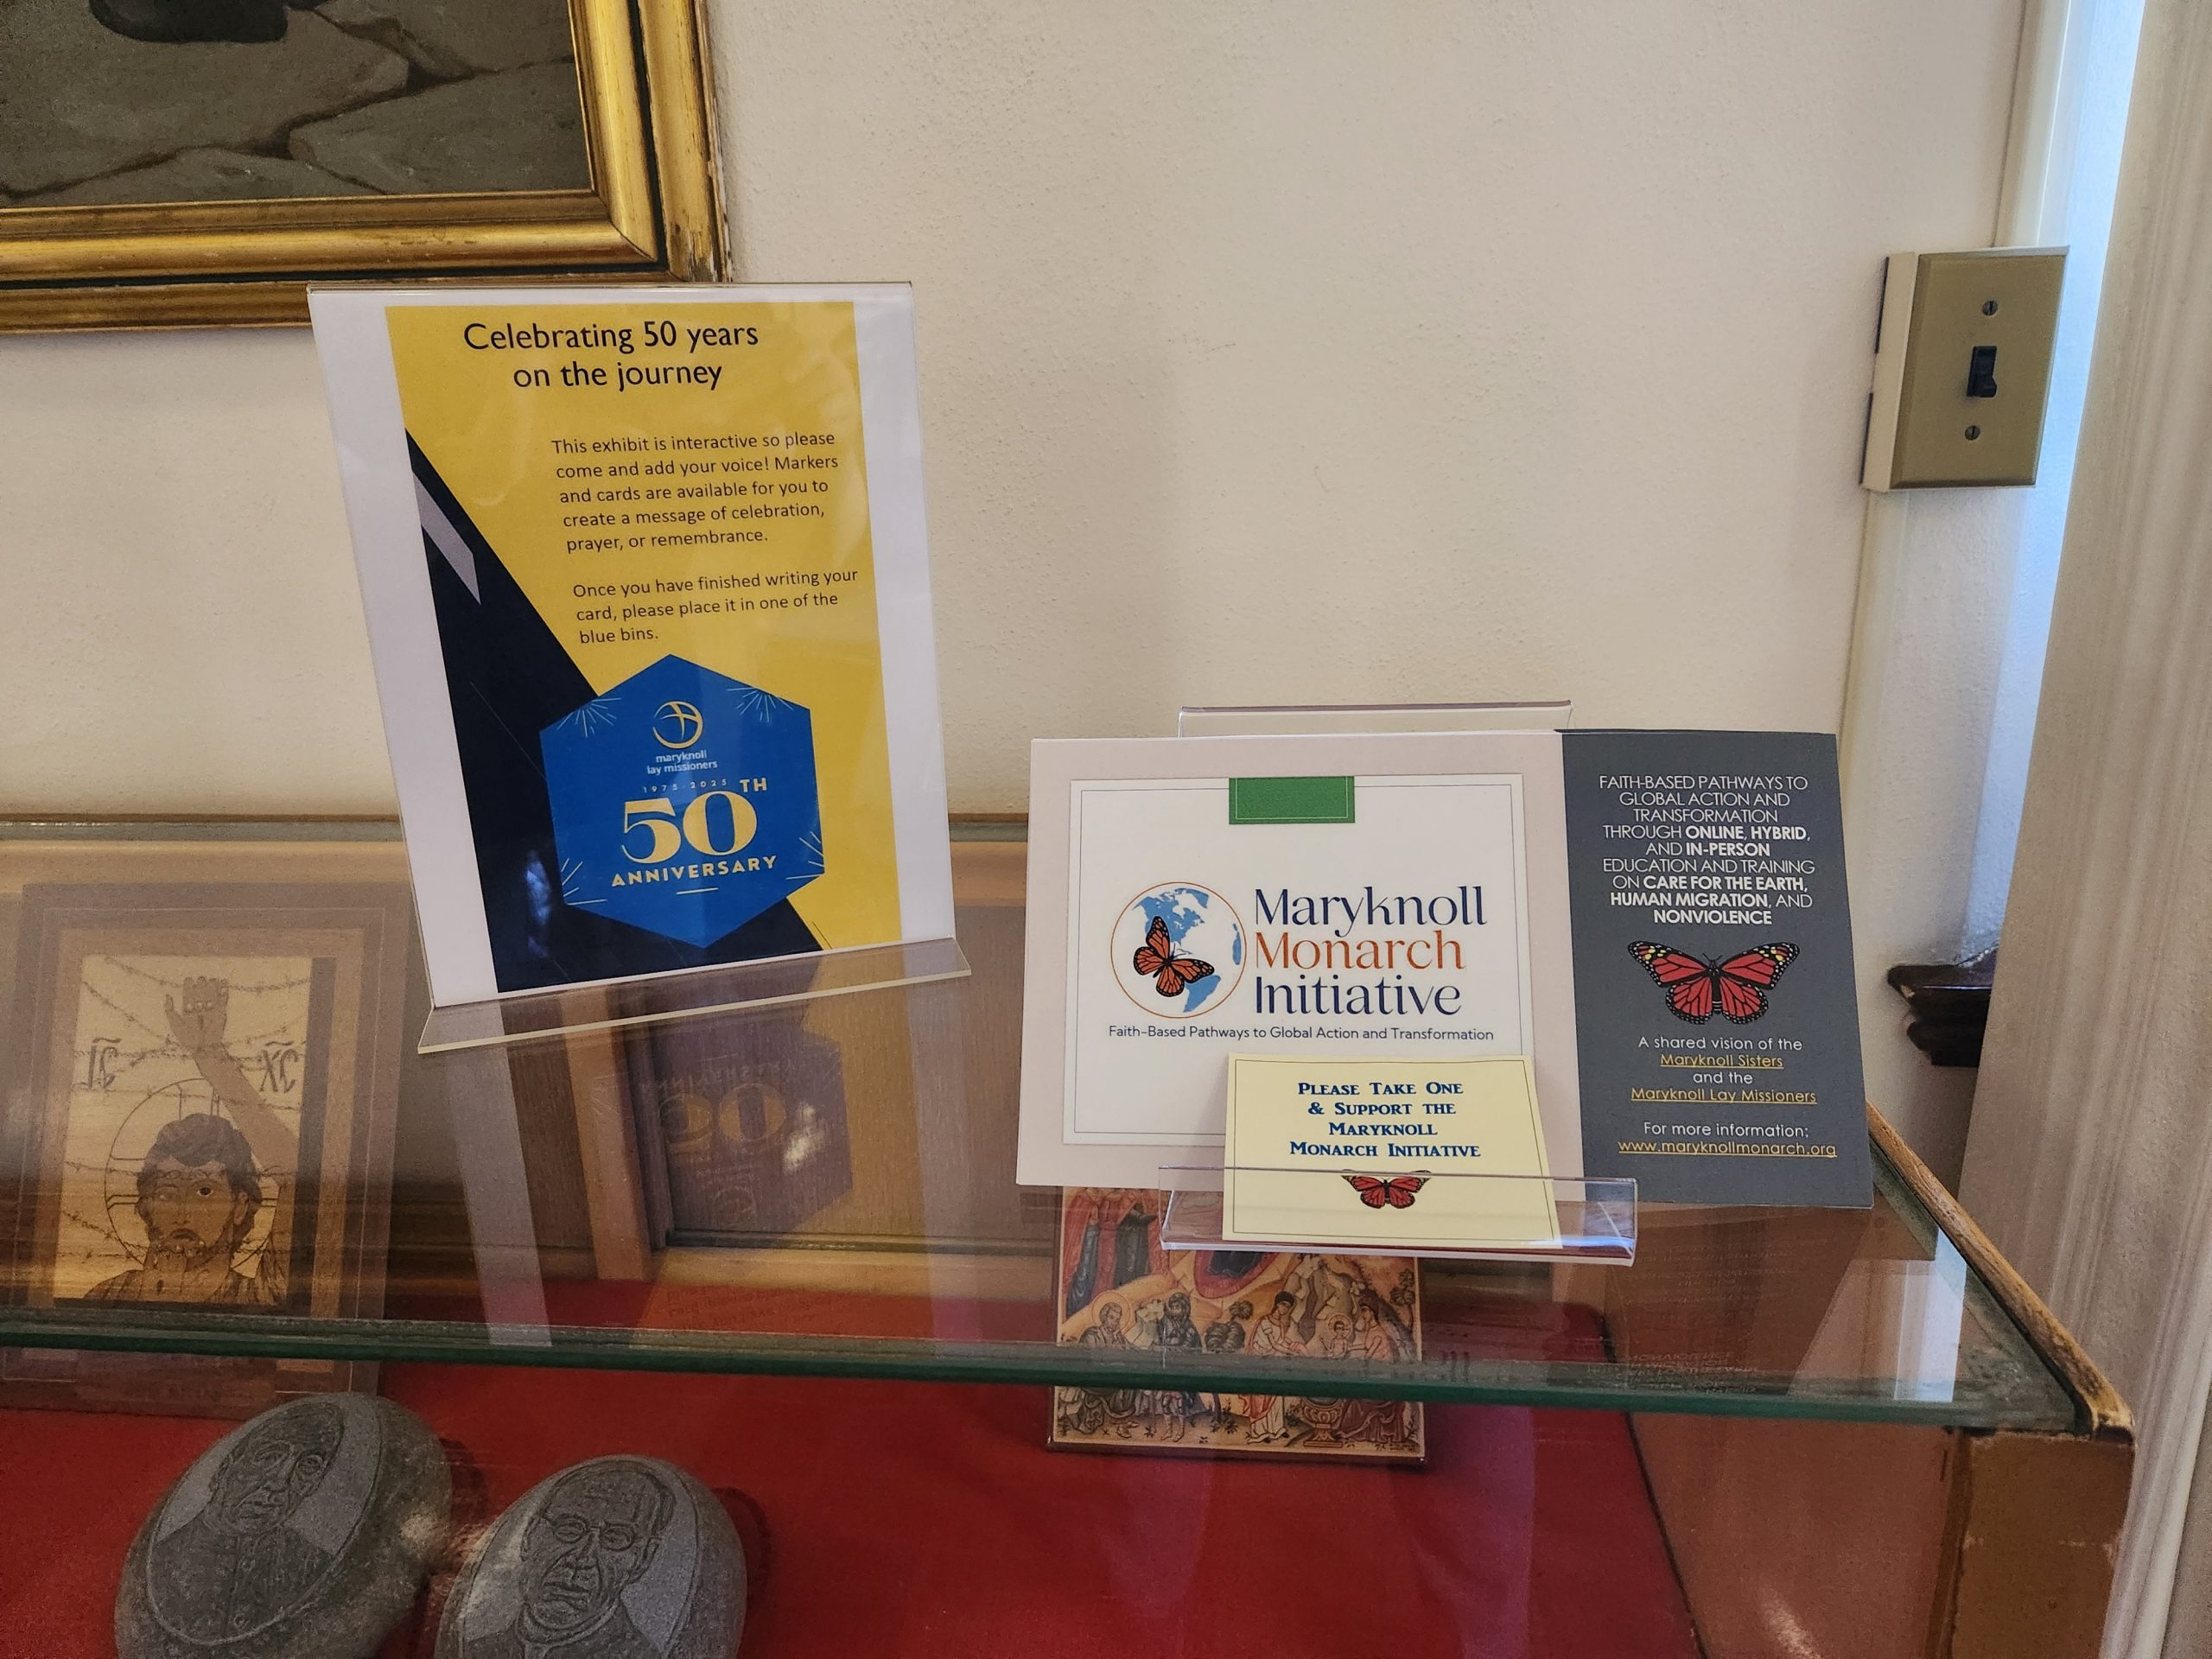 Celebrating 50 years
on the journey
This exhibit is interactive so please
come and add your voice! Markers
and cards are available for you to
create a message of celebration,
prayer, or remembrance.
Once you have finished writing your
card, please place it in one of the
blue bins.
maryknoll
lay missioners
1975-2025
50TH
ANNIVERSARY
Maryknoll
Monarch
Initiative
Faith-Based Pathways to Global Action and Transformation
PLEASE TAKE ONE
& SUPPORT THE
MARYKNOLL
MONARCH INITIATIVE
FAITH-BASED PATHWAYS TO
GLOBAL ACTION AND
TRANSFORMATION
THROUGH ONLINE, HYBRID,
AND IN-PERSON
EDUCATION AND TRAINING
ON CARE FOR THE EARTH,
HUMAN MIGRATION, AND
NONVIOLENCE
A shared vision of the
Maryknoll Sisters
and the
Maryknoll Lay Missioners
For more information:
www.maryknollmonarch.org
IC
XC